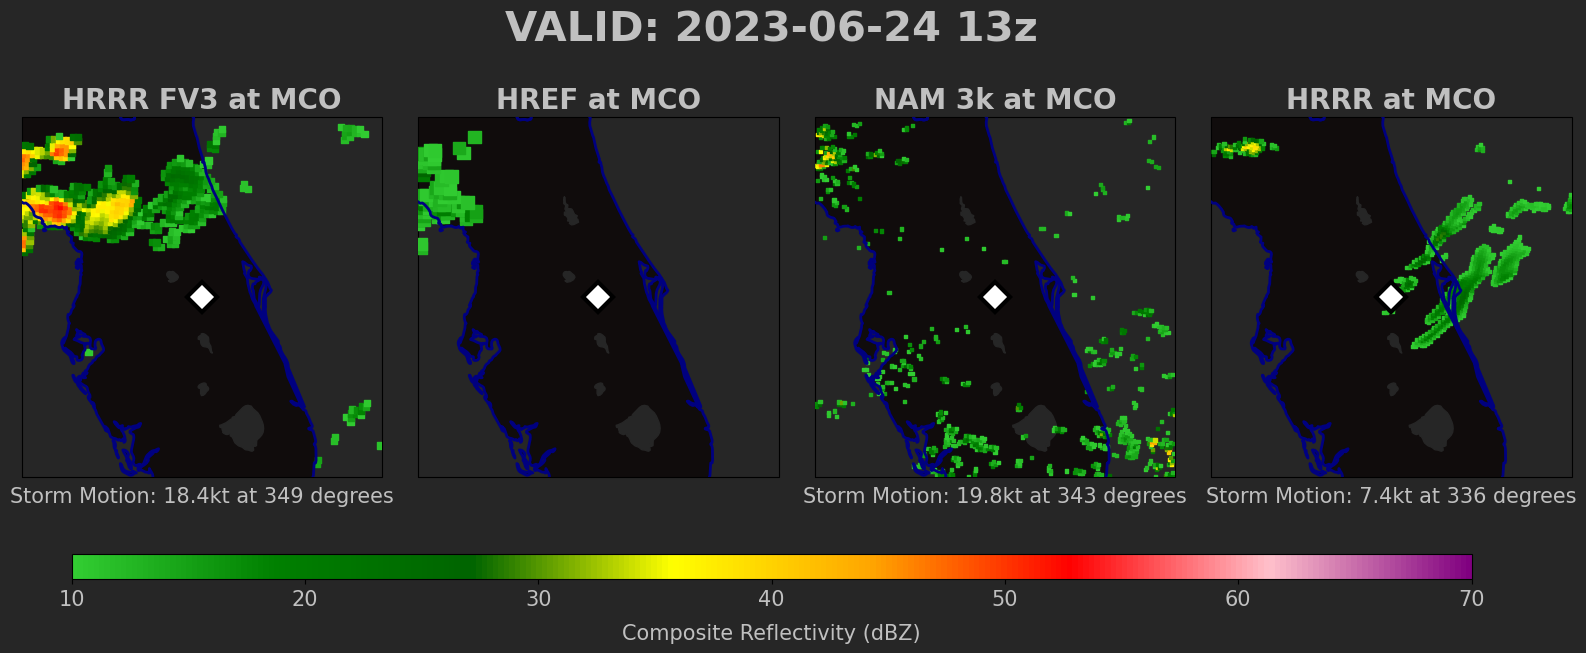 VALID: 2023-06-24 13z
HRRR FV3 at MCO
HREF at MCO
NAM 3k at MCO
HRRR at MCO
Storm Motion: 18.4kt at 349 degrees
Storm Motion: 19.8kt at 343 degrees
Storm Motion: 7.4kt at 336 degrees
10 20 30 40 50 60 70
Composite Reflectivity (dBZ)